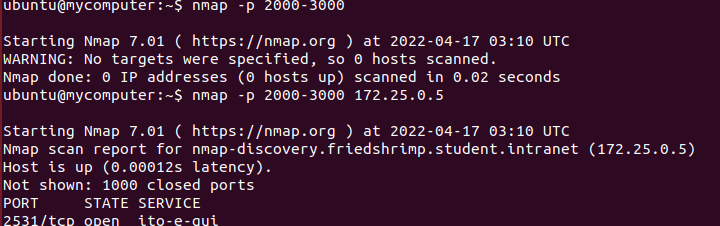 ubuntu@mycomputer:~$ nmap -p 2000-3000
Starting Nmap 7.01 ( https://nmap.org ) at 2022-04-17 03:10 UTC
WARNING: No targets were specified, so 0 hosts scanned.
Nmap done: 0 IP addresses (0 hosts up) scanned in 0.02 seconds
ubuntu@mycomputer:~$ nmap -p 2000-3000 172.25.0.5
Starting Nmap 7.01 ( https://nmap.org ) at 2022-04-17 03:10 UTC
Nmap scan report for nmap-discovery.friedshrimp.student.intranet (172.25.0.5)
Host is up (0.00012s latency).
Not shown: 1000 closed ports
PORT     STATE SERVICE
2531/tcp open  ito-e-gui